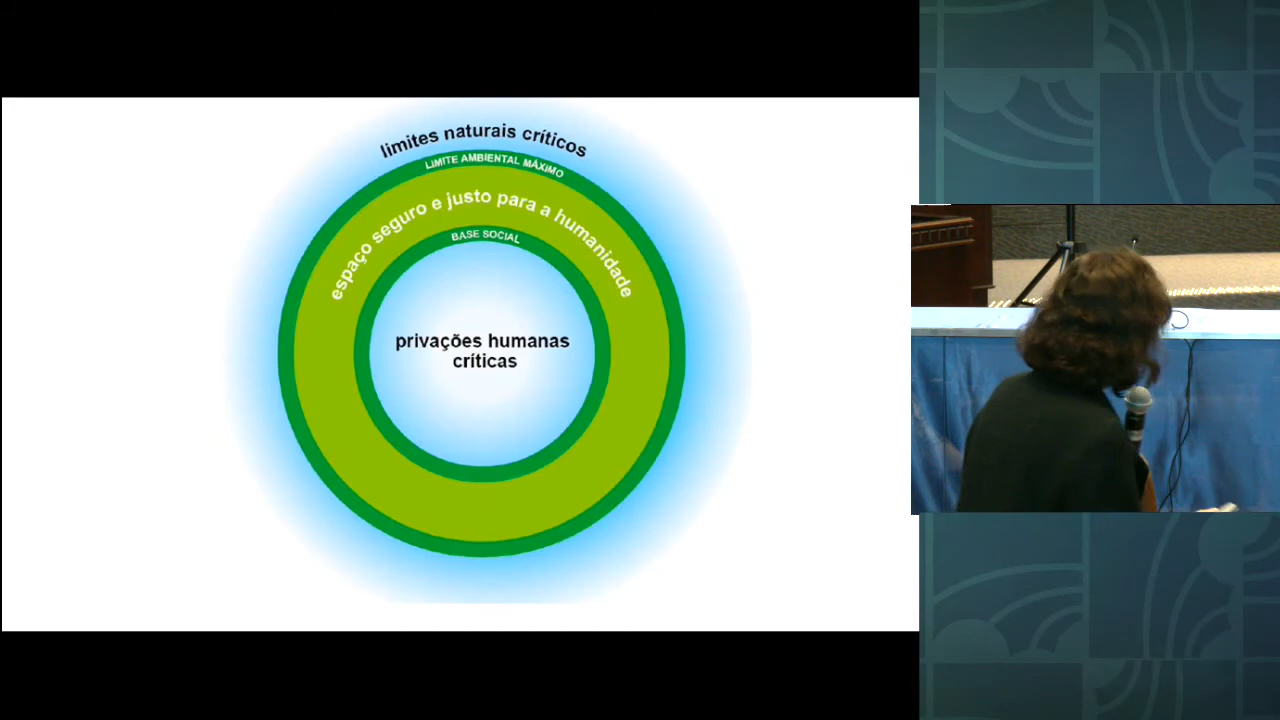 limites naturais críticos
LIMITE AMBIENTAL MÁXIMO
espaço seguro e justo para a humanidade
BASE SOCIAL
privações humanas
críticas